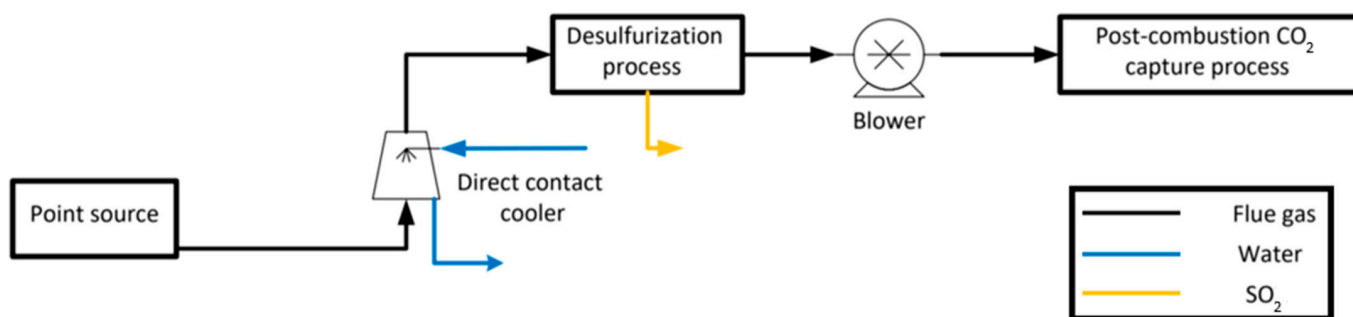 Desulfurization
process
Post-combustion CO₂
capture process
Blower
Point source
Direct contact
cooler
Flue gas
Water
SO₂